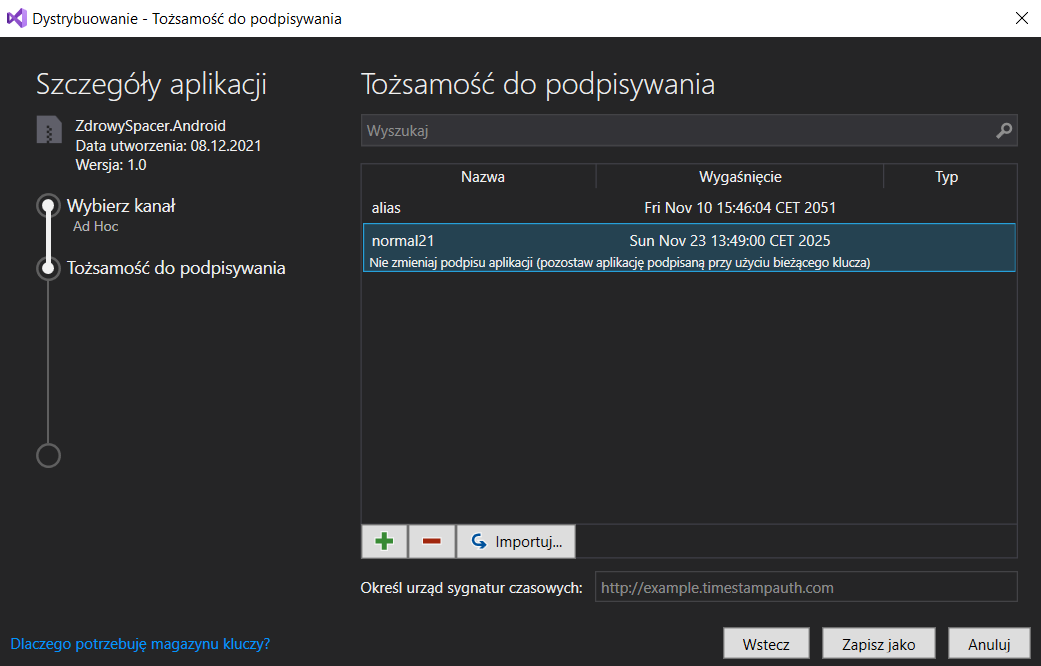 Dystrybuowanie - Tożsamość do podpisywania
Szczegóły aplikacji
ZdrowySpacer.Android
Data utworzenia: 08.12.2021
Wersja: 1.0
Wybierz kanał
Ad Hoc
Tożsamość do podpisywania
Tożsamość do podpisywania
Wyszukaj
Nazwa Wygaśnięcie Typ
alias Fri Nov 10 15:46:04 CET 2051
normal21 Sun Nov 23 13:49:00 CET 2025
Nie zmieniaj podpisu aplikacji (pozostaw aplikację podpisaną przy użyciu bieżącego klucza)
Importuj...
Określ urząd sygnatur czasowych: http://example.timestampauth.com
Dlaczego potrzebuję magazynu kluczy?
Wstecz Zapisz jako Anuluj